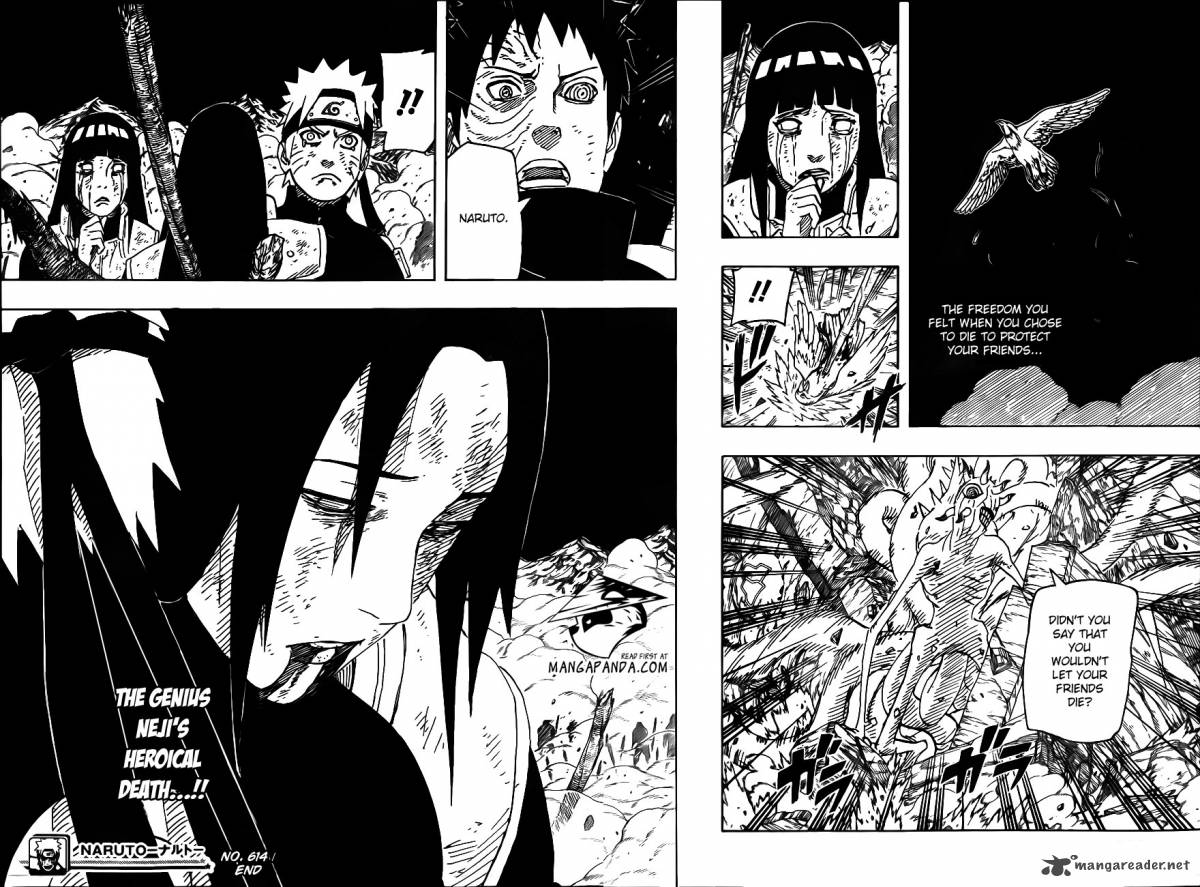 THE FREEDOM YOU
FELT WHEN YOU CHOSE
TO DIE TO PROTECT
YOUR FRIENDS...
!!
ド
サ
DIDN'T YOU
SAY THAT
YOU
WOULDN'T
LET YOUR
FRIENDS
DIE?
ガラ
ガラ
NARUTO.
!!
READ FIRST AT
MANGAPANDA.COM
THE GENIUS
NEJI'S
HEROICAL
DEATH...!!
NARUTO—ナルト—
NO. 614 /
END
mangareader.net